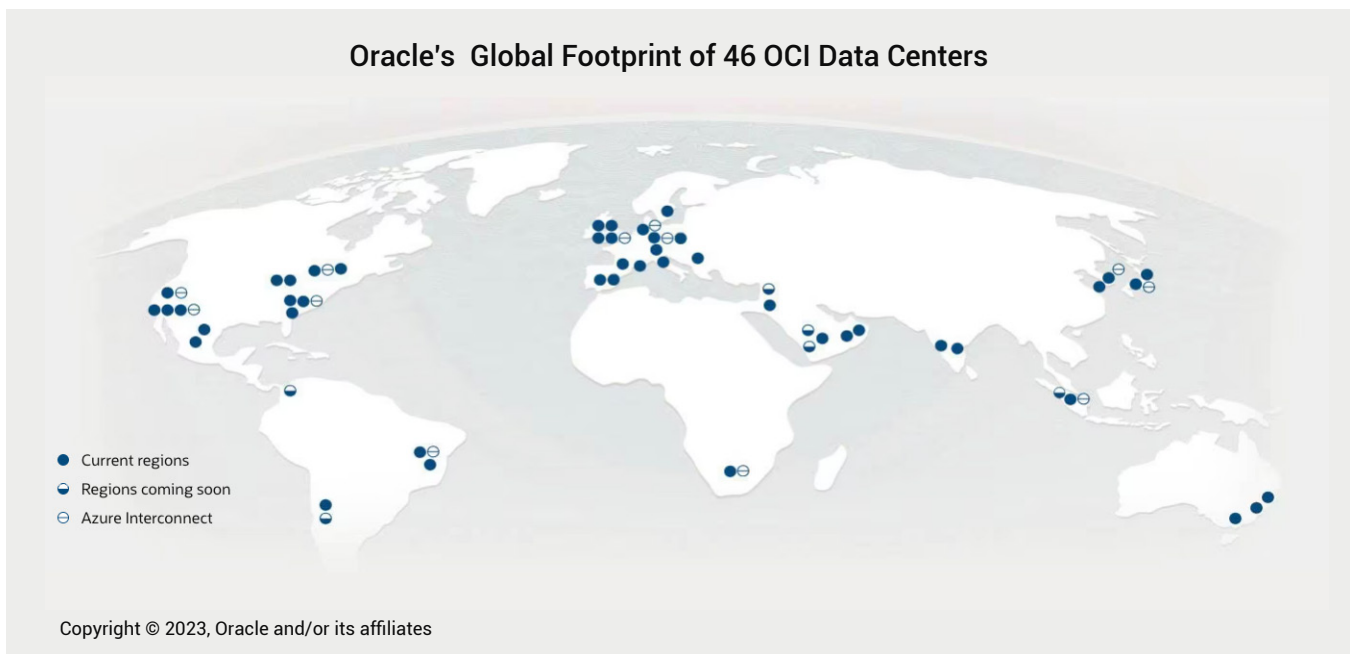 Oracle's Global Footprint of 46 OCI Data Centers
Current regions
Regions coming soon
Azure Interconnect
Copyright © 2023, Oracle and/or its affiliates